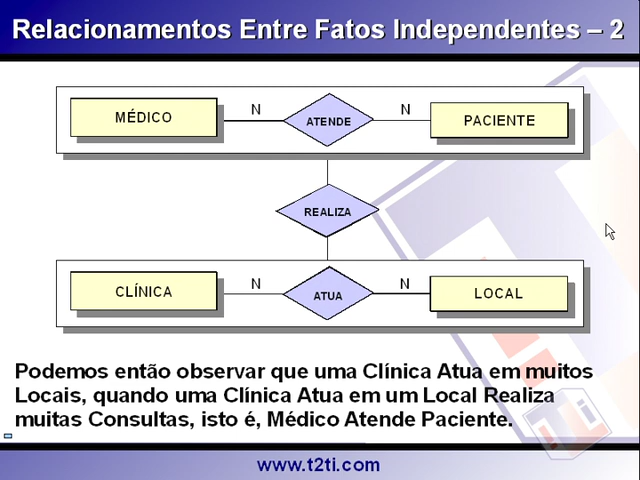 Relacionamentos Entre Fatos Independentes – 2
MÉDICO N ATENDE N PACIENTE
REALIZA
CLÍNICA N ATUA N LOCAL
Podemos então observar que uma Clínica Atua em muitos
Locais, quando uma Clínica Atua em um Local Realiza
muitas Consultas, isto é, Médico Atende Paciente.
t2ti
www.t2ti.com